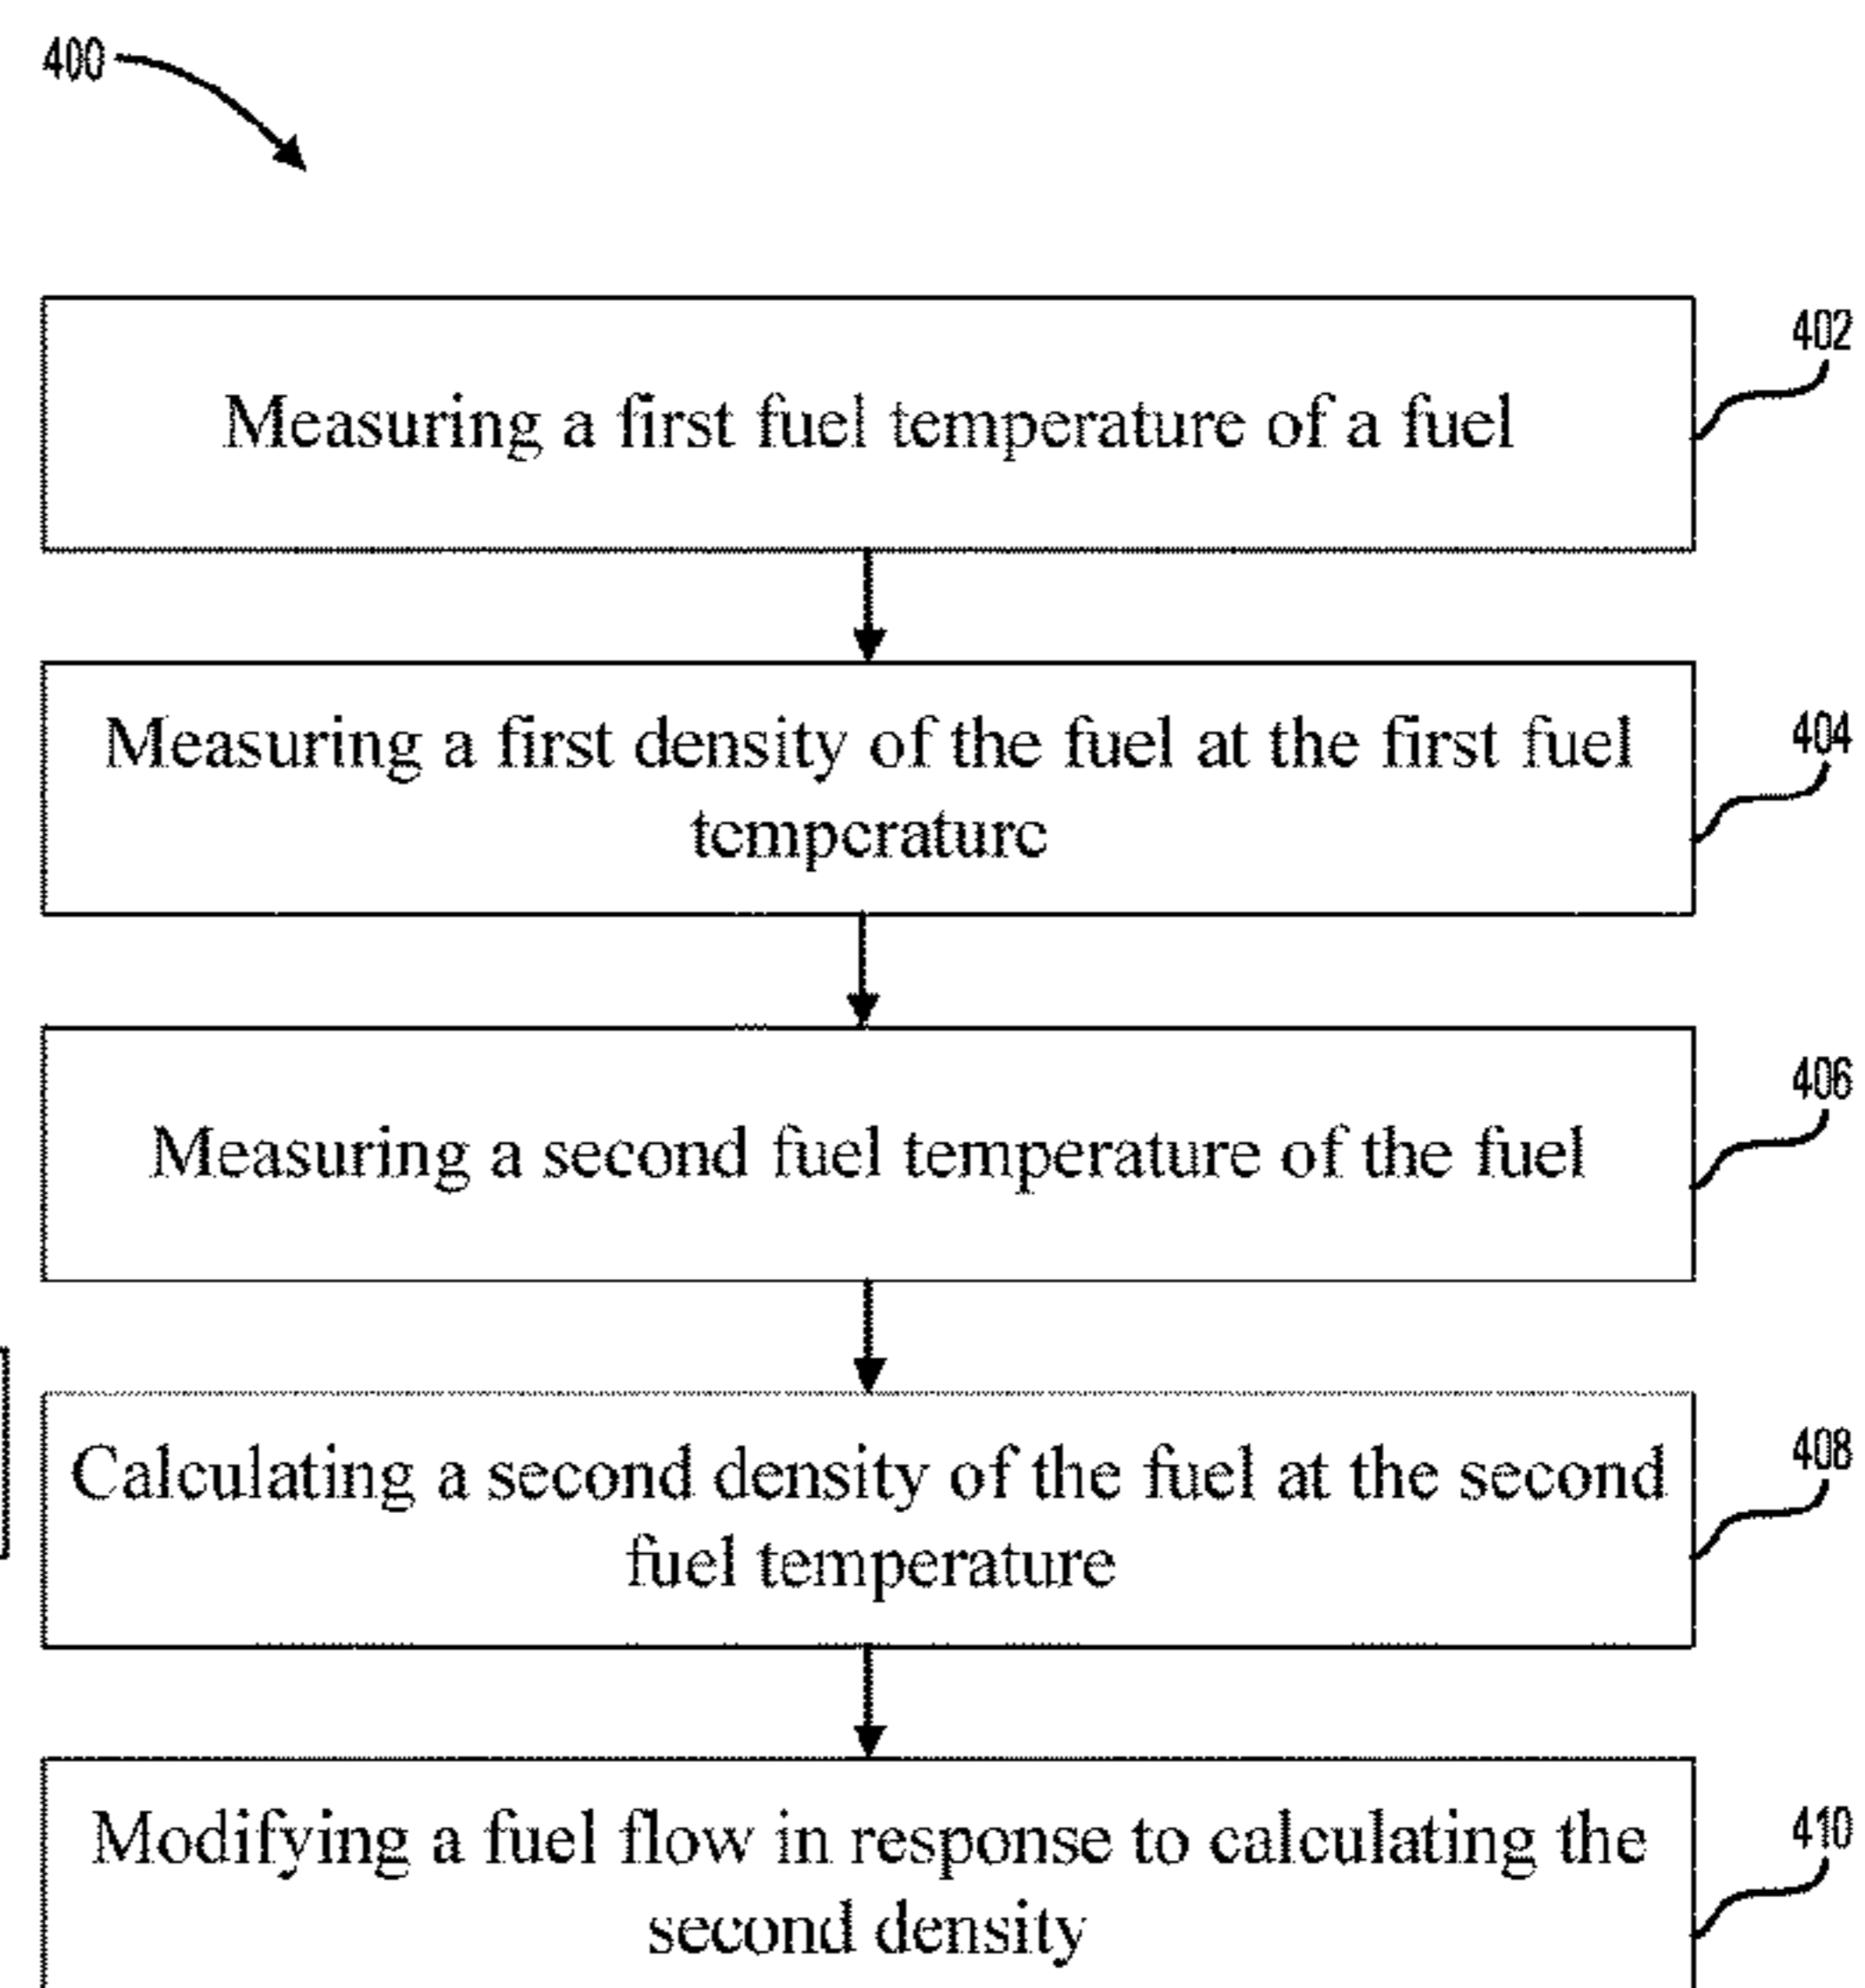 400
402
Measuring a first fuel temperature of a fuel
404
Measuring a first density of the fuel at the first fuel
temperature
406
Measuring a second fuel temperature of the fuel
408
Calculating a second density of the fuel at the second
fuel temperature
410
Modifying a fuel flow in response to calculating the
second density